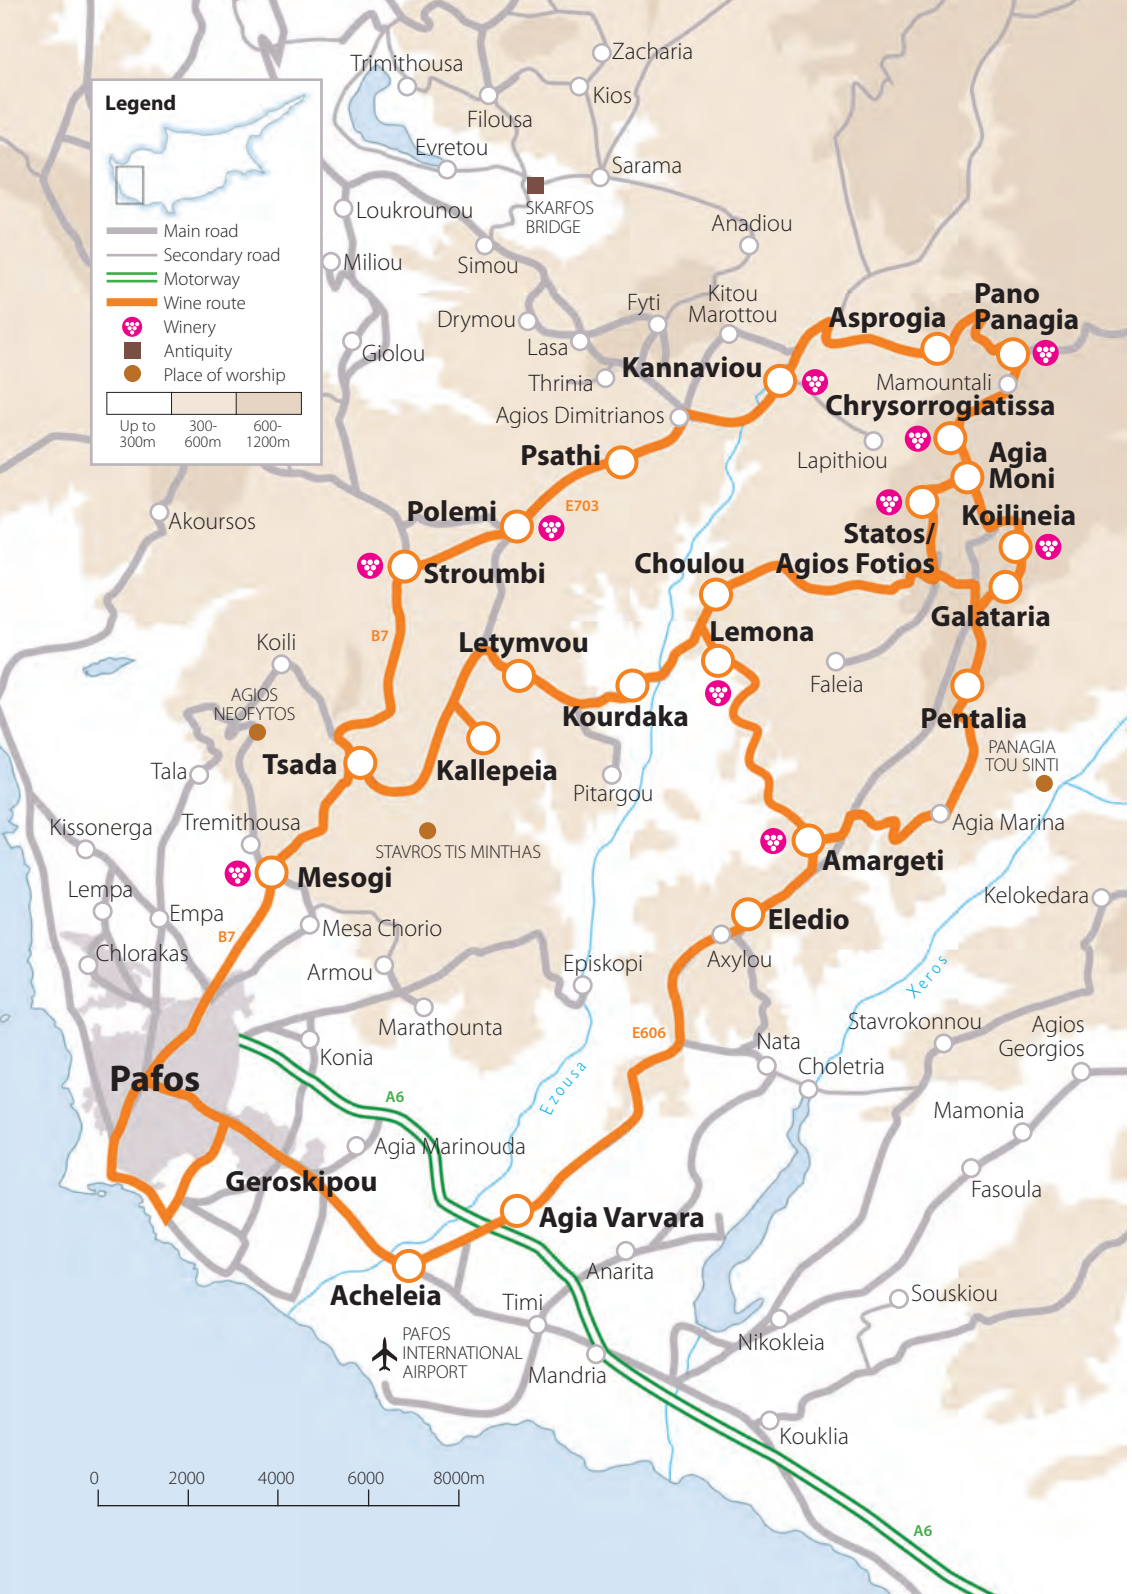 Legend
Main road
Secondary road
Motorway
Wine route
Winery
Antiquity
Place of worship
Up to
300m
300-
600m
600-
1200m
Zacharia
Trimithousa
Kios
Filousa
Evretou
Sarama
SKARFOS
BRIDGE
Loukrounou
Anadiou
Simou
Miliou
Kitou
Marottou
Fyti
Drymou
Lasa
Giolou
Thrinia
Agios Dimitrianos
Pano
Panagia
Asprogia
Kannaviou
Mamountali
Chrysorrogiatissa
Lapithiou
Agia
Moni
Psathi
E703
Polemi
Akoursos
Statos/
Agios Fotios
Koilineia
Stroumbi
Choulou
Galataria
B7
Koili
Letymvou
Lemona
Faleia
AGIOS
NEOFYTOS
Kourdaka
Pentalia
PANAGIA
TOU SINTI
Tsada
Kallepeia
Tala
Pitargou
Kissonerga
Tremithousa
Agia Marina
STAVROS TIS MINTHAS
Amargeti
Mesogi
Lempa
Kelokedara
Empa
Eledio
B7
Mesa Chorio
Chlorakas
Armou
Episkopi
Axylou
Xeros
Marathounta
Stavrokonnou
Agios
Georgios
E606
Nata
Konia
Choletria
Pafos
Ezousa
A6
Mamonia
Agia Marinouda
Geroskipou
Fasoula
Agia Varvara
Anarita
Acheleia
Timi
Souskiou
PAFOS
INTERNATIONAL
AIRPORT
Nikokleia
Mandria
Kouklia
0 2000 4000 6000 8000m
A6